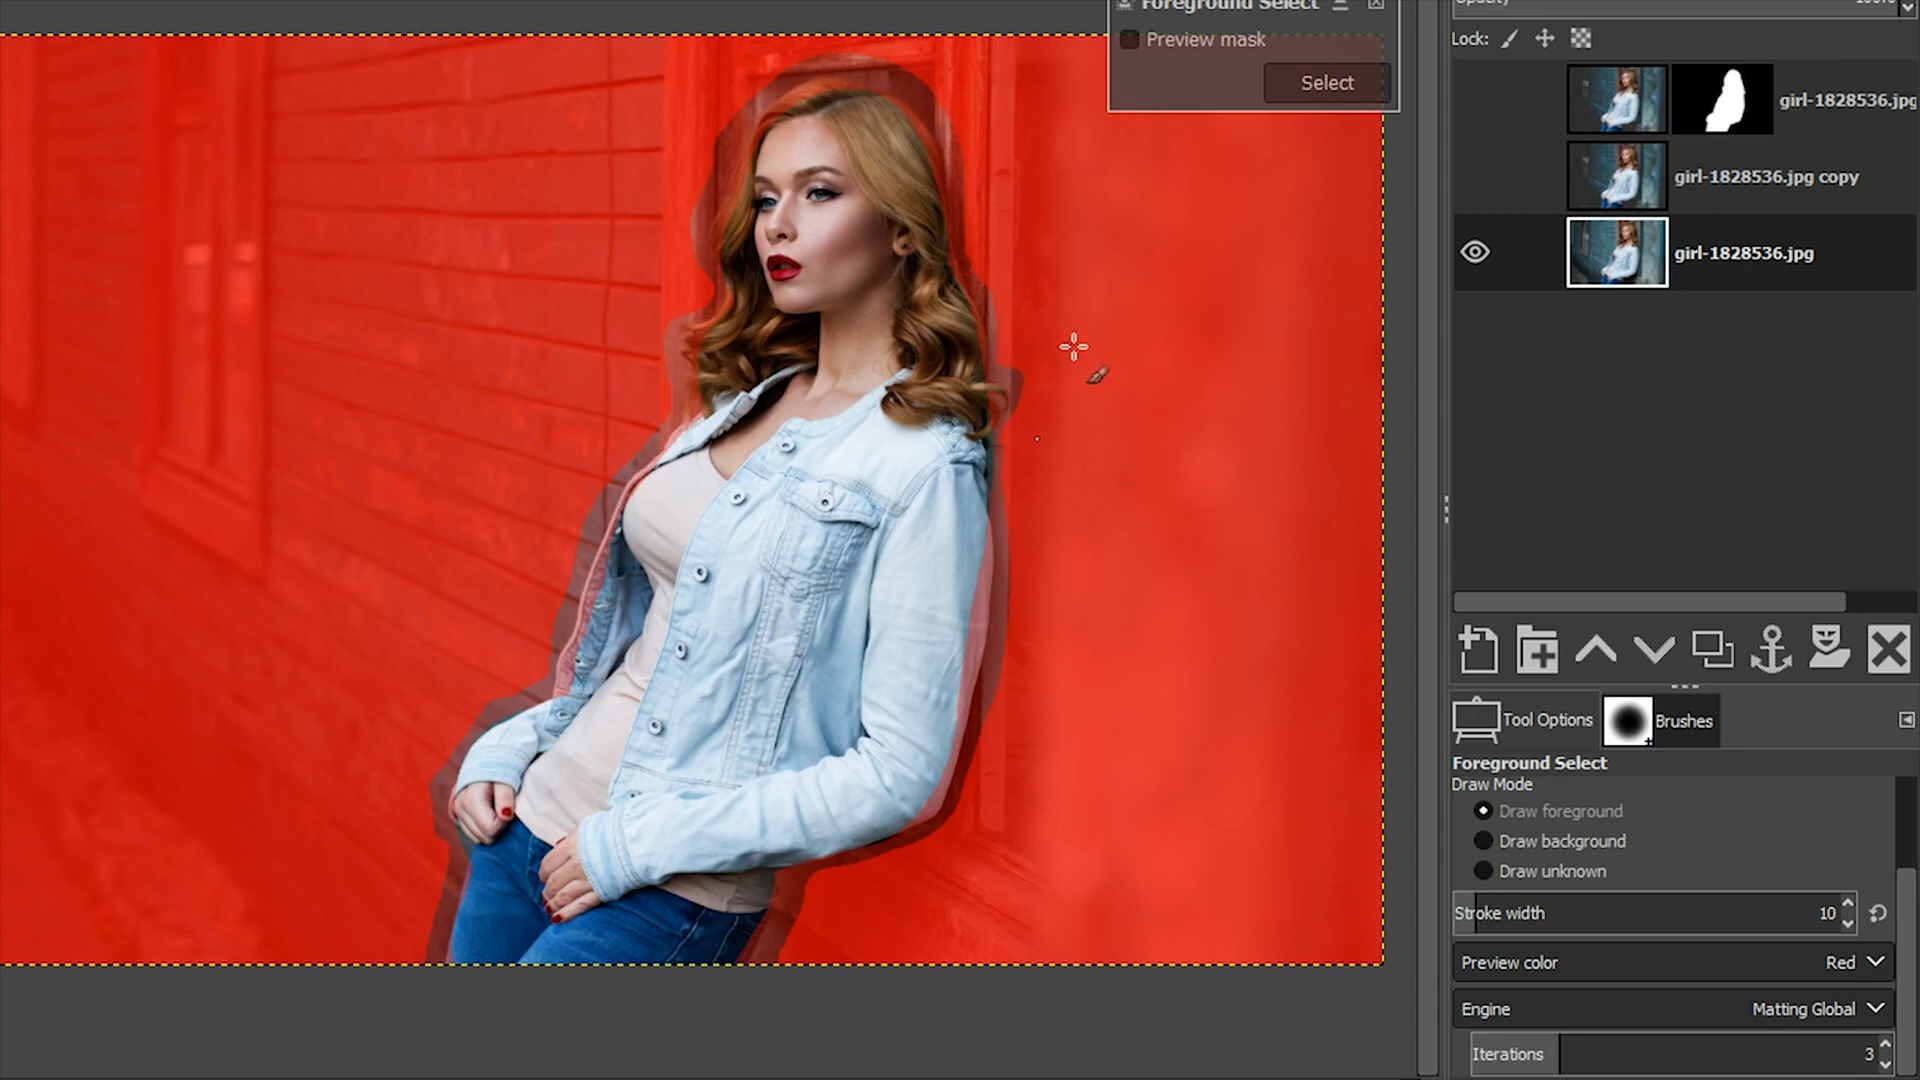 Foreground Select
Preview mask
Select
Opacity
Lock:
girl-1828536.jpg
girl-1828536.jpg copy
girl-1828536.jpg
Tool Options
Brushes
Foreground Select
Draw Mode
Draw foreground
Draw background
Draw unknown
Stroke width 10
Preview color Red
Engine Matting Global
Iterations 3